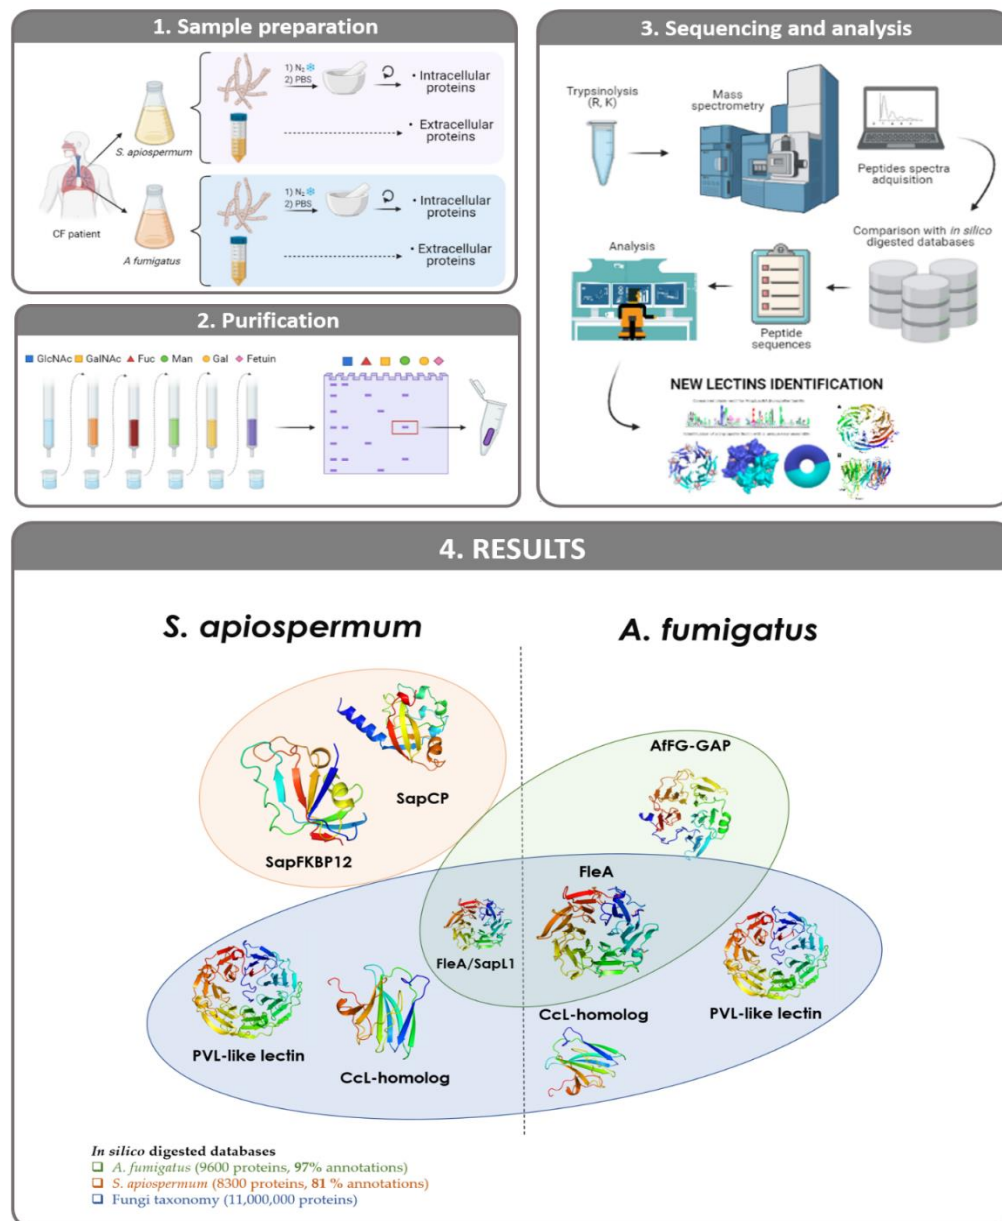 1. Sample preparation
S. apiospermum
CF patient
A fumigatus
1) N₂
2) PBS
• Intracellular
proteins
• Extracellular
proteins
1) N₂
2) PBS
• Intracellular
proteins
• Extracellular
proteins
2. Purification
GlcNAc GalNAc Fuc Man Gal Fetuin
3. Sequencing and analysis
Trypsinolysis
(R, K)
Mass
spectrometry
Peptides spectra
adquisition
Comparison with in silico
digested databases
Peptide
sequences
Analysis
NEW LECTINS IDENTIFICATION
A
B
4. RESULTS
S. apiospermum
A. fumigatus
SapCP
SapFKBP12
AfFG-GAP
FleA
FleA/SapL1
PVL-like lectin
CcL-homolog
CcL-homolog
PVL-like lectin
In silico digested databases
A. fumigatus (9600 proteins, 97% annotations)
S. apiospermum (8300 proteins, 81 % annotations)
Fungi taxonomy (11,000,000 proteins)